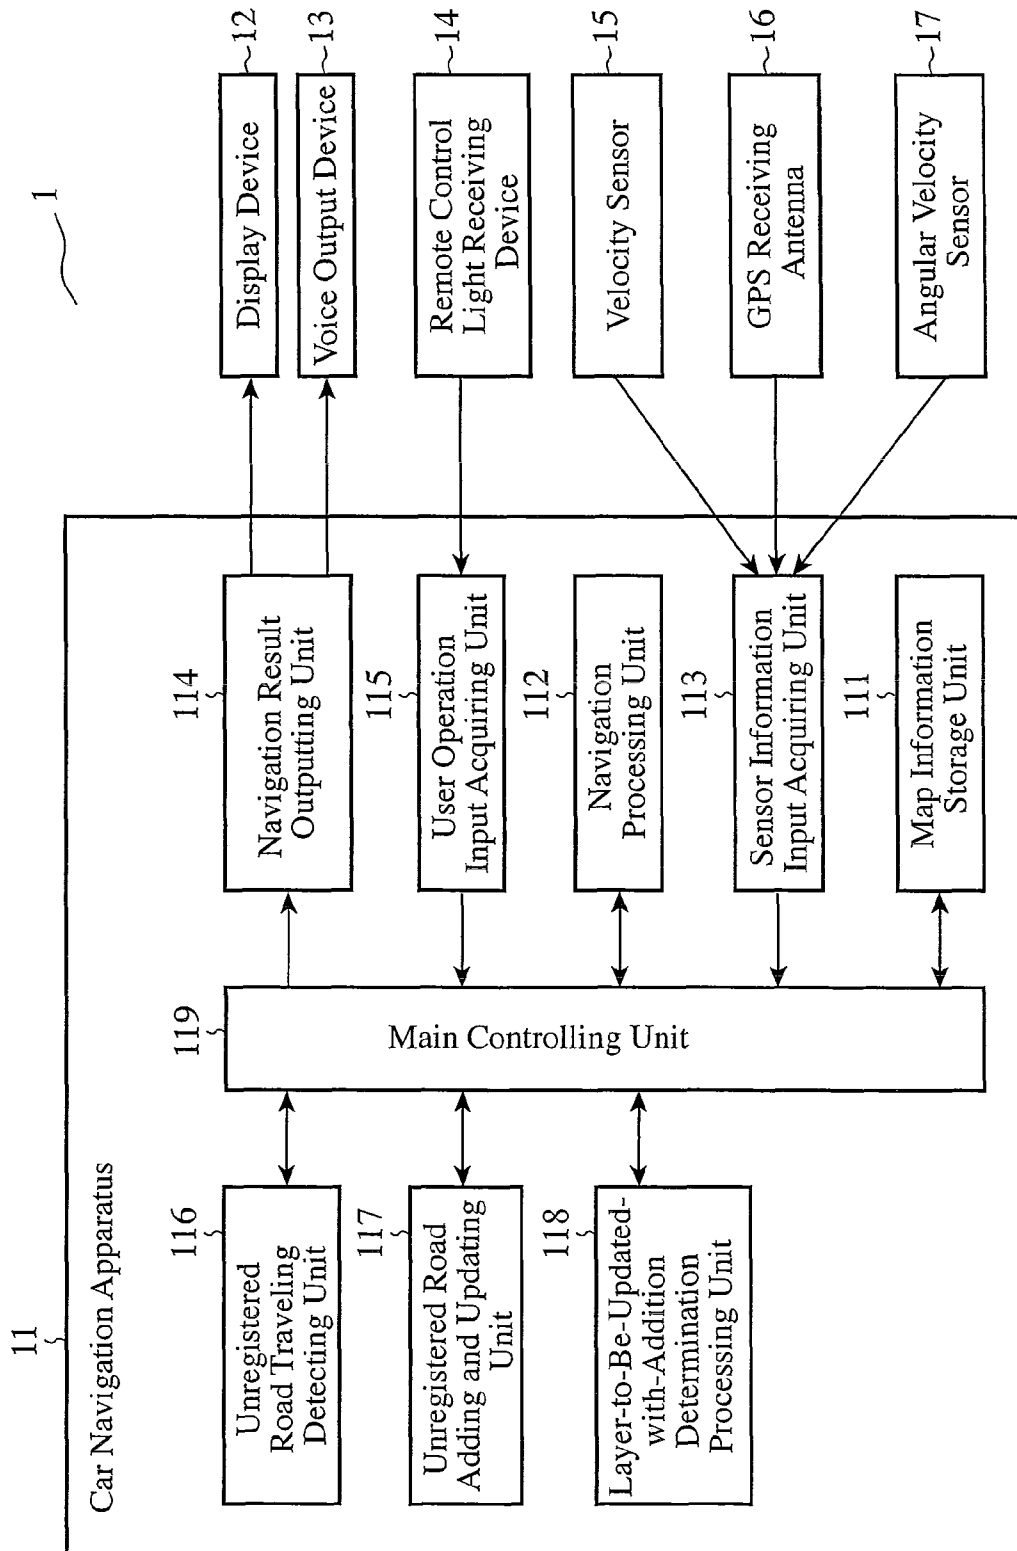 1
11
Car Navigation Apparatus
116
Unregistered
Road Traveling
Detecting Unit
117
Unregistered Road
Adding and Updating
Unit
118
Layer-to-Be-Updated-
with-Addition
Determination
Processing Unit
119
Main Controlling Unit
114
Navigation Result
Outputting Unit
115
User Operation
Input Acquiring Unit
112
Navigation
Processing Unit
113
Sensor Information
Input Acquiring Unit
111
Map Information
Storage Unit
Display Device
12
Voice Output Device
13
Remote Control
Light Receiving
Device
14
Velocity Sensor
15
GPS Receiving
Antenna
16
Angular Velocity
Sensor
17